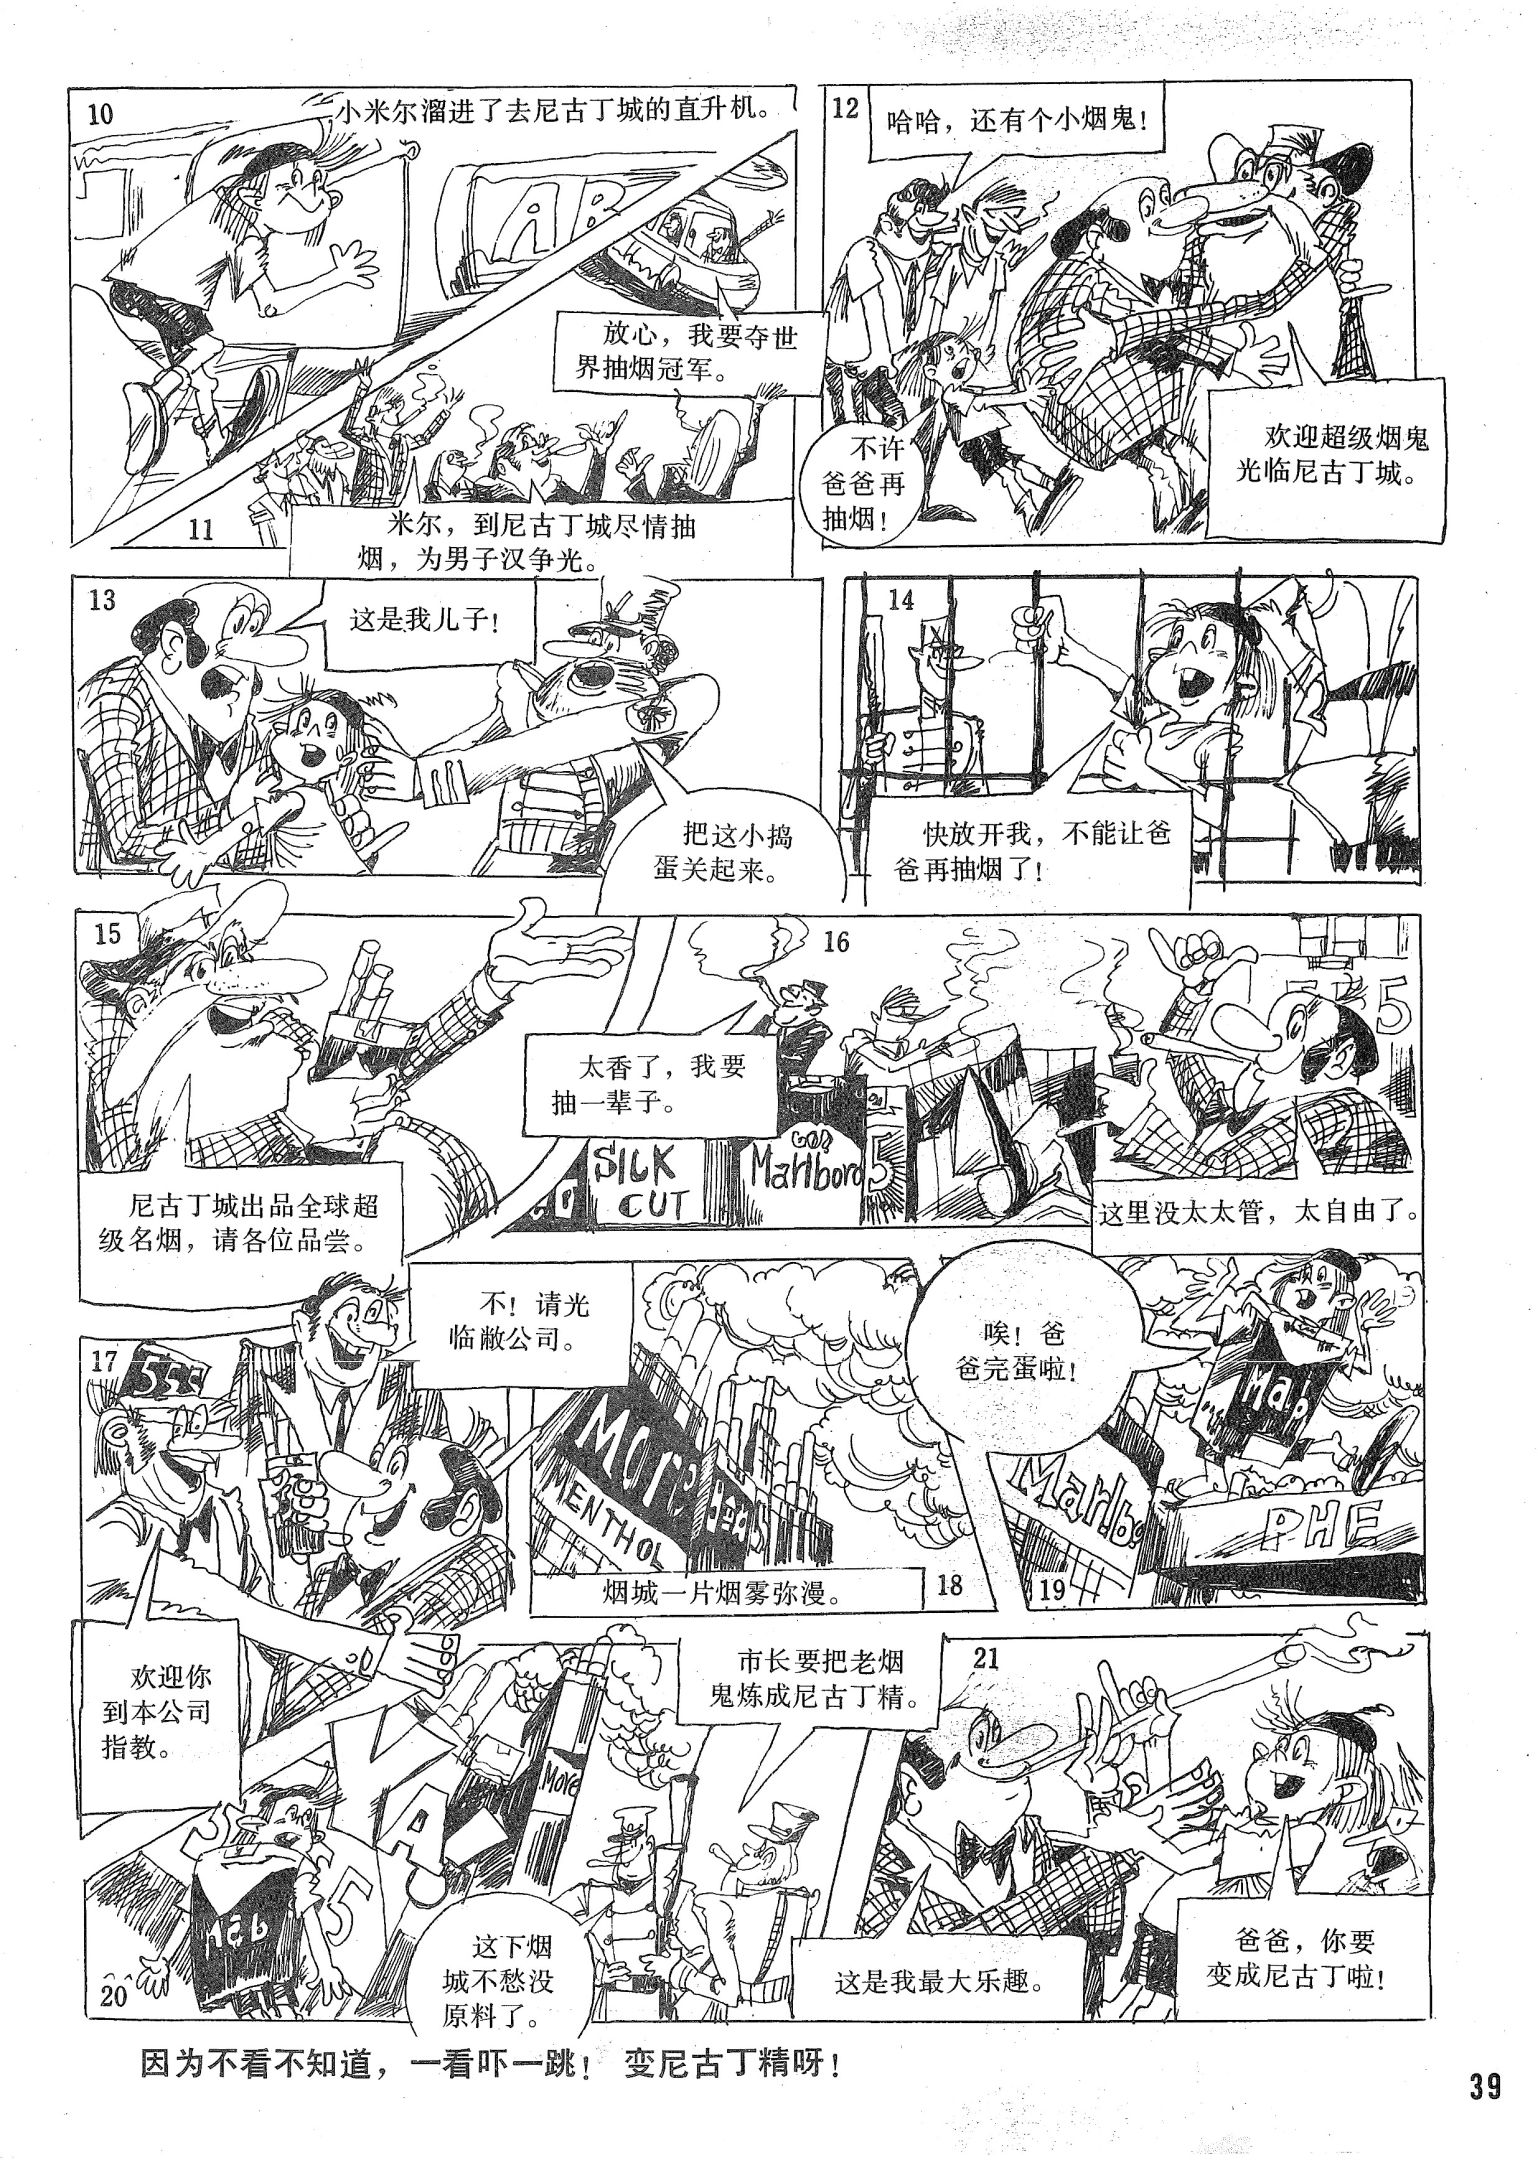 10
小米尔溜进了去尼古丁城的直升机。
AB
放心，我要夺世
界抽烟冠军。
11
米尔，到尼古丁城尽情抽
烟，为男子汉争光。
12
哈哈，还有个小烟鬼！
不许
爸爸再
抽烟！
欢迎超级烟鬼
光临尼古丁城。
13
这是我儿子！
把这小捣
蛋关起来。
14
快放开我，不能让爸
爸再抽烟了！
15
尼古丁城出品全球超
级名烟，请各位品尝。
16
太香了，我要
抽一辈子。
SILK
CUT
Marlboro
5
5
这里没太太管，太自由了。
17
555
不！请光
临敝公司。
欢迎你
到本公司
指教。
More
MENTHOL
烟城一片烟雾弥漫。
18
唉！爸
爸完蛋啦！
Mab
Marlb
PHE
19
20
Mab
5
A
More
市长要把老烟
鬼炼成尼古丁精。
这下烟
城不愁没
原料了。
21
这是我最大乐趣。
爸爸，你要
变成尼古丁啦！
因为不看不知道，一看吓一跳！ 变尼古丁精呀！
39